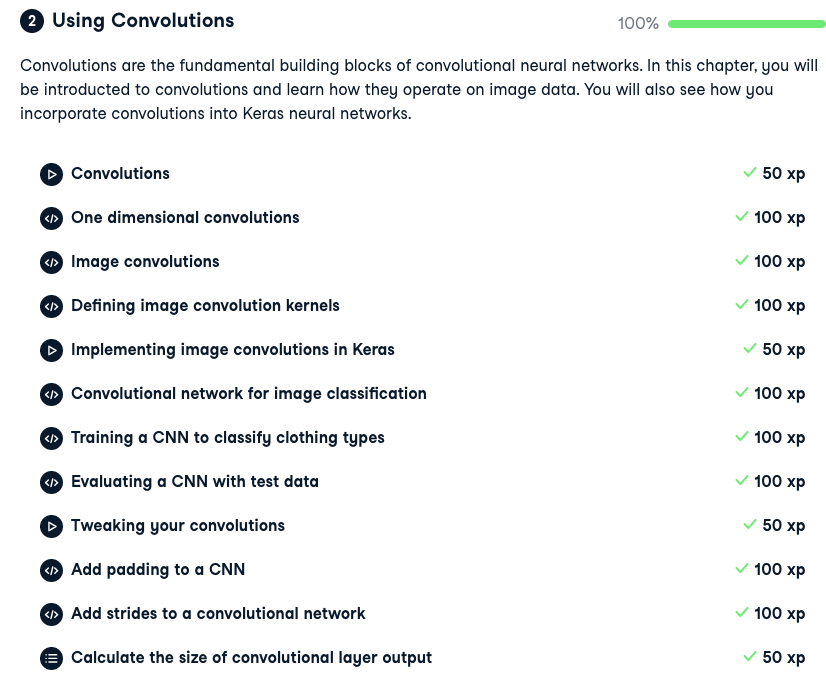 2 Using Convolutions 100%
Convolutions are the fundamental building blocks of convolutional neural networks. In this chapter, you will
be introducted to convolutions and learn how they operate on image data. You will also see how you
incorporate convolutions into Keras neural networks.
Convolutions 50 xp
One dimensional convolutions 100 xp
Image convolutions 100 xp
Defining image convolution kernels 100 xp
Implementing image convolutions in Keras 50 xp
Convolutional network for image classification 100 xp
Training a CNN to classify clothing types 100 xp
Evaluating a CNN with test data 100 xp
Tweaking your convolutions 50 xp
Add padding to a CNN 100 xp
Add strides to a convolutional network 100 xp
Calculate the size of convolutional layer output 50 xp